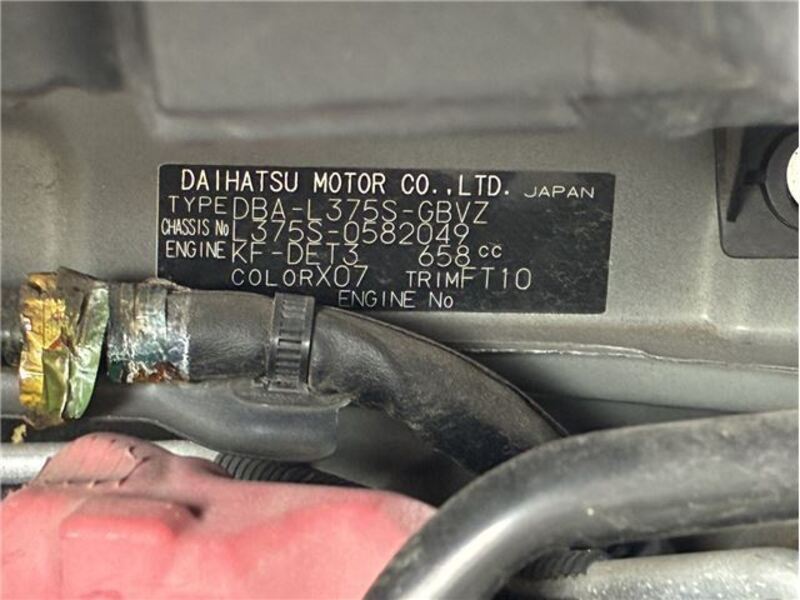 DAIHATSU MOTOR CO.,LTD. JAPAN
TYPE DBA-L375S-GBVZ
CHASSIS No L375S-0582049
ENGINE KF-DET3 658 cc
COLOR X07 TRIM FT10
ENGINE No